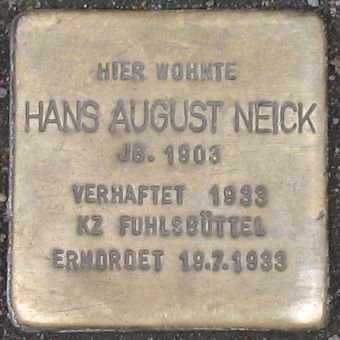 HIER WOHNTE
HANS AUGUST NEICK
JG. 1903
VERHAFTET 1933
KZ FUHLSBÜTTEL
ERMORDET 19.7.1933